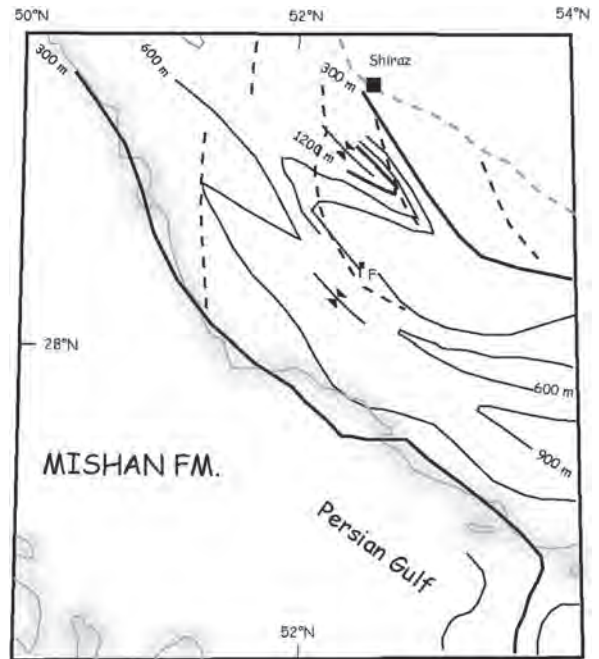 50°N
52°N
54°N
300 m
600 m
Shiraz
300 m
1200 m
F
28°N
600 m
900 m
MISHAN FM.
Persian Gulf
52°N